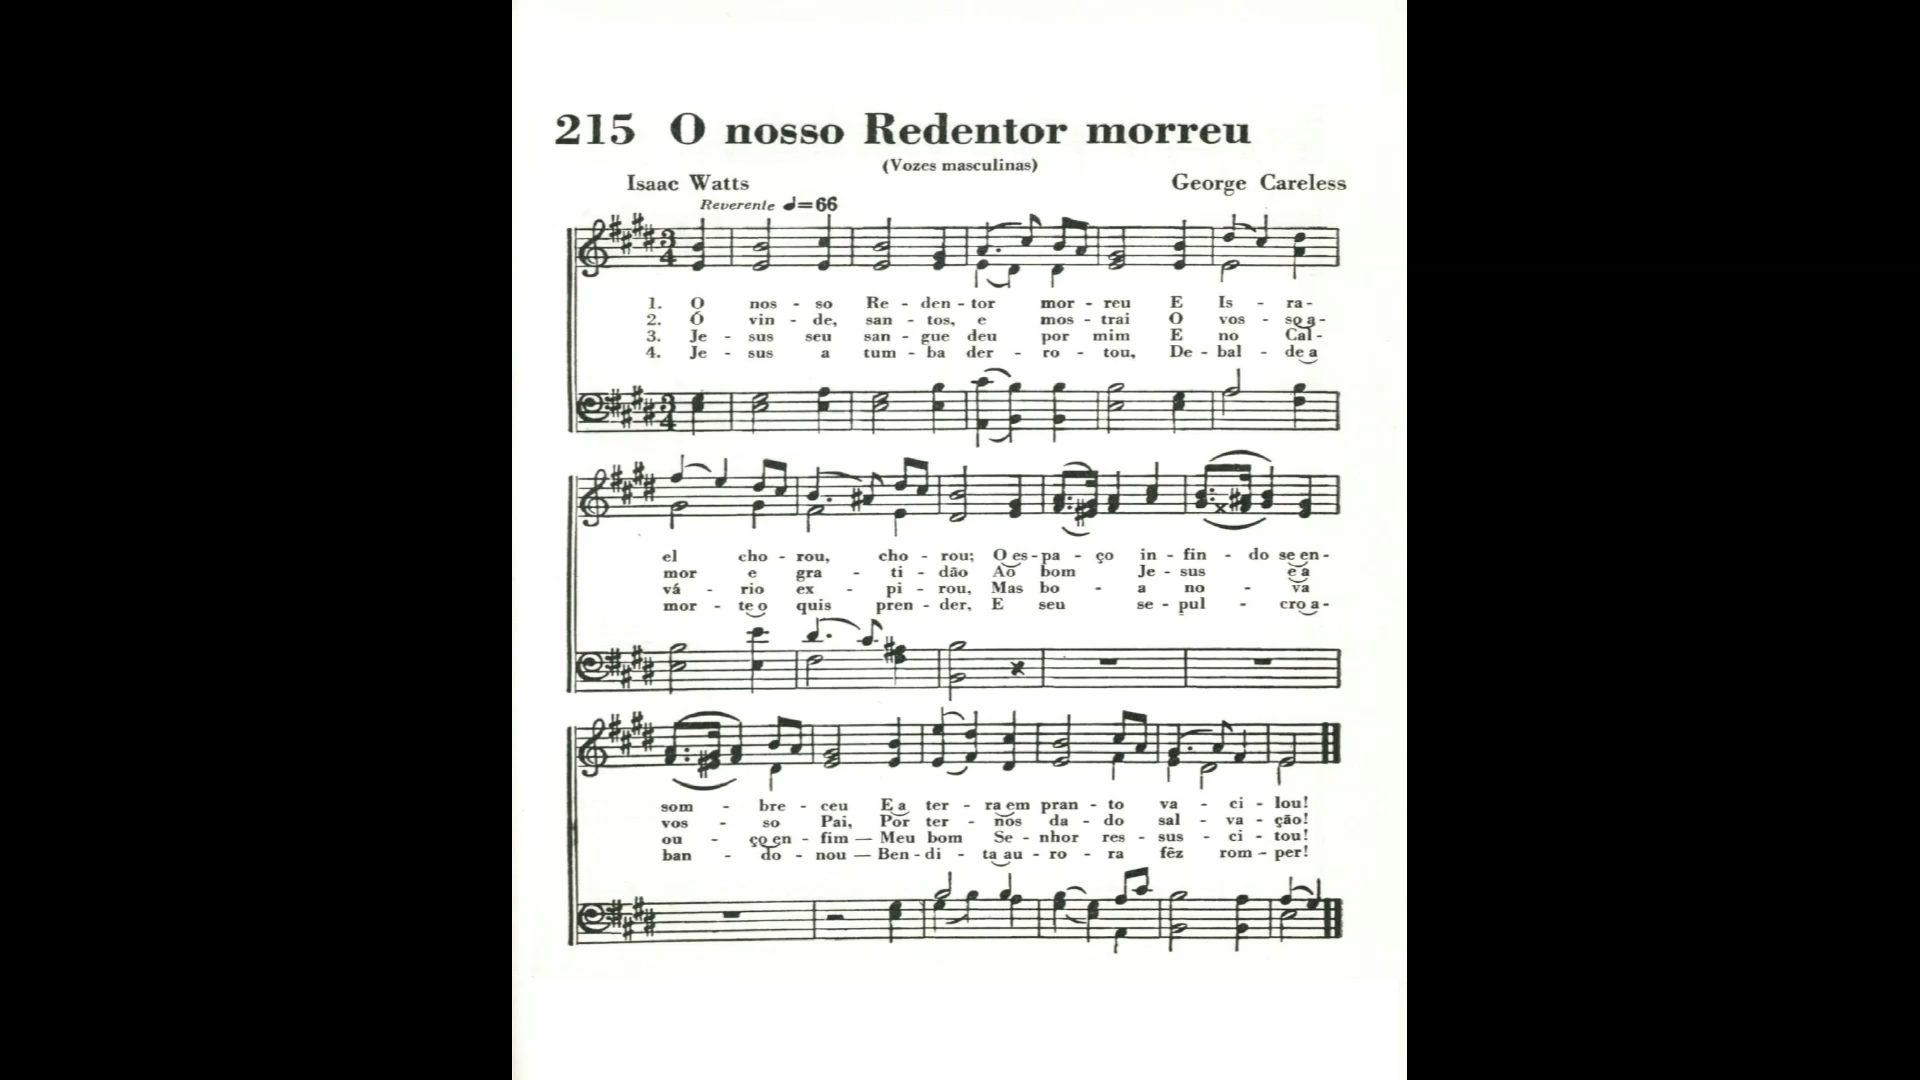 215 O nosso Redentor morreu
(Vozes masculinas)
Isaac Watts George Careless
Reverente ♩=66
1. O nos - so Re - den - tor mor - reu E Is - ra -
2. Ó vin - de, san - tos, e mos - trai O vos - so a -
3. Je - sus seu san - gue deu por mim E no Cal -
4. Je - sus a tum - ba der - ro - tou, De - bal - de a
el cho - rou, cho - rou; O es - pa - ço in - fin - do se en -
mor e gra - ti - dão Ao bom Je - sus e a
vá - rio ex - pi - rou, Mas bo - a no - va
mor - te o quis pren - der, E seu se - pul - cro a -
som - bre - ceu E a ter - ra em pran - to va - ci - lou!
vos - so Pai, Por ter - nos da - do sal - va - ção!
ou - ço en - fim — Meu bom Se - nhor res - sus - ci - tou!
ban - do - nou — Ben - di - ta au - ro - ra fêz rom - per!